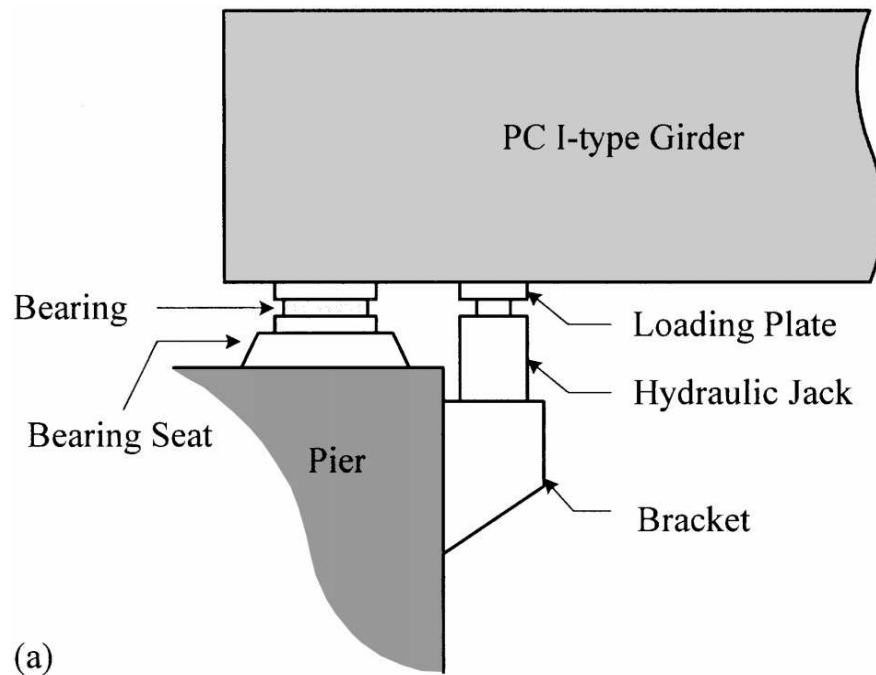 PC I-type Girder
Bearing
Loading Plate
Hydraulic Jack
Bearing Seat
Pier
Bracket
(a)